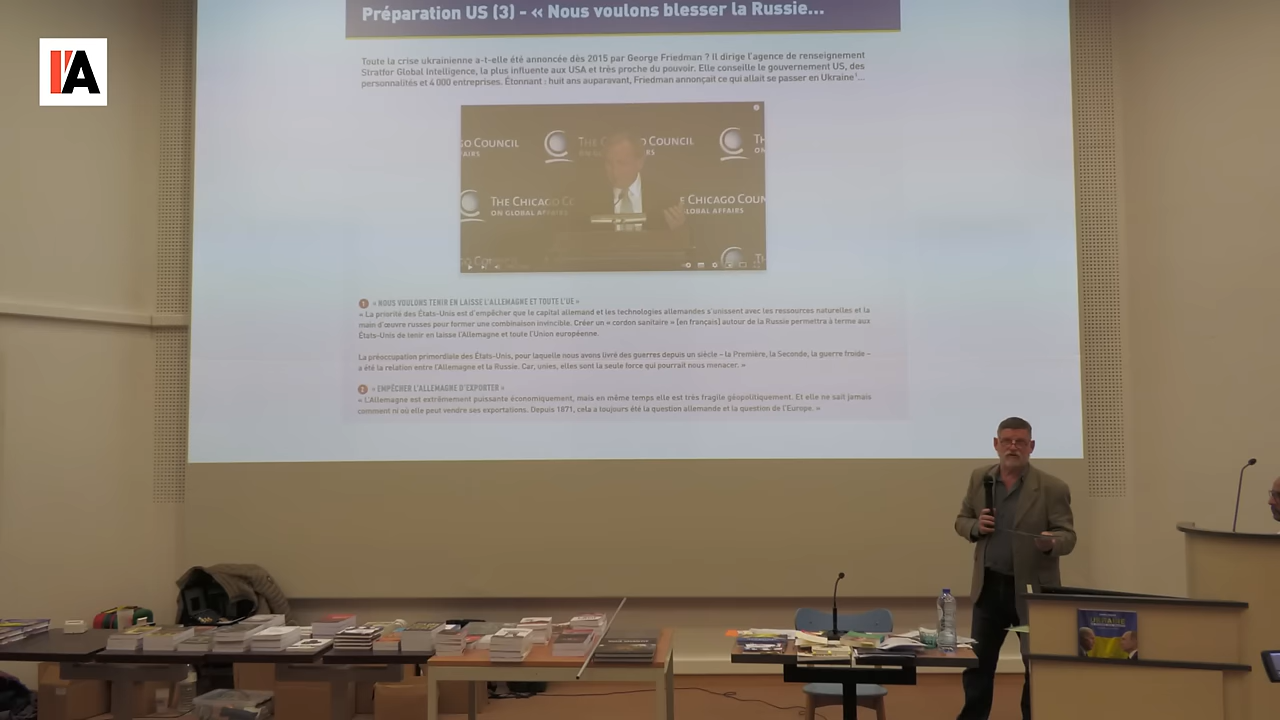 I'A
Préparation US (3) - « Nous voulons blesser la Russie...
Toute la crise ukrainienne a-t-elle été annoncée dès 2015 par George Friedman ? Il dirige l'agence de renseignement
Stratfor Global Intelligence, la plus influente aux USA et très proche du pouvoir. Elle conseille le gouvernement US, des
personnalités et 4 000 entreprises. Étonnant : huit ans auparavant, Friedman annonçait ce qui allait se passer en Ukraine¹...
GO COUNCIL
AIRS
THE CHICAGO COUNCIL
ON GLOBAL AFFAIRS
E CHICAGO COUN
GLOBAL AFFAIRS
« NOUS VOULONS TENIR EN LAISSE L'ALLEMAGNE ET TOUTE L'UE »
« La priorité des États-Unis est d'empêcher que le capital allemand et les technologies allemandes s'unissent avec les ressources naturelles et la
main d'œuvre russes pour former une combinaison invincible. Créer un « cordon sanitaire » [en français] autour de la Russie permettra à terme aux
États-Unis de tenir en laisse l'Allemagne et toute l'Union européenne.
La préoccupation primordiale des États-Unis, pour laquelle nous avons livré des guerres depuis un siècle – la Première, la Seconde, la guerre froide –
a été la relation entre l'Allemagne et la Russie. Car, unies, elles sont la seule force qui pourrait nous menacer. »
« EMPÊCHER L'ALLEMAGNE D'EXPORTER »
« L'Allemagne est extrêmement puissante économiquement, mais en même temps elle est très fragile géopolitiquement. Et elle ne sait jamais
comment ni où elle peut vendre ses exportations. Depuis 1871, cela a toujours été la question allemande et la question de l'Europe. »